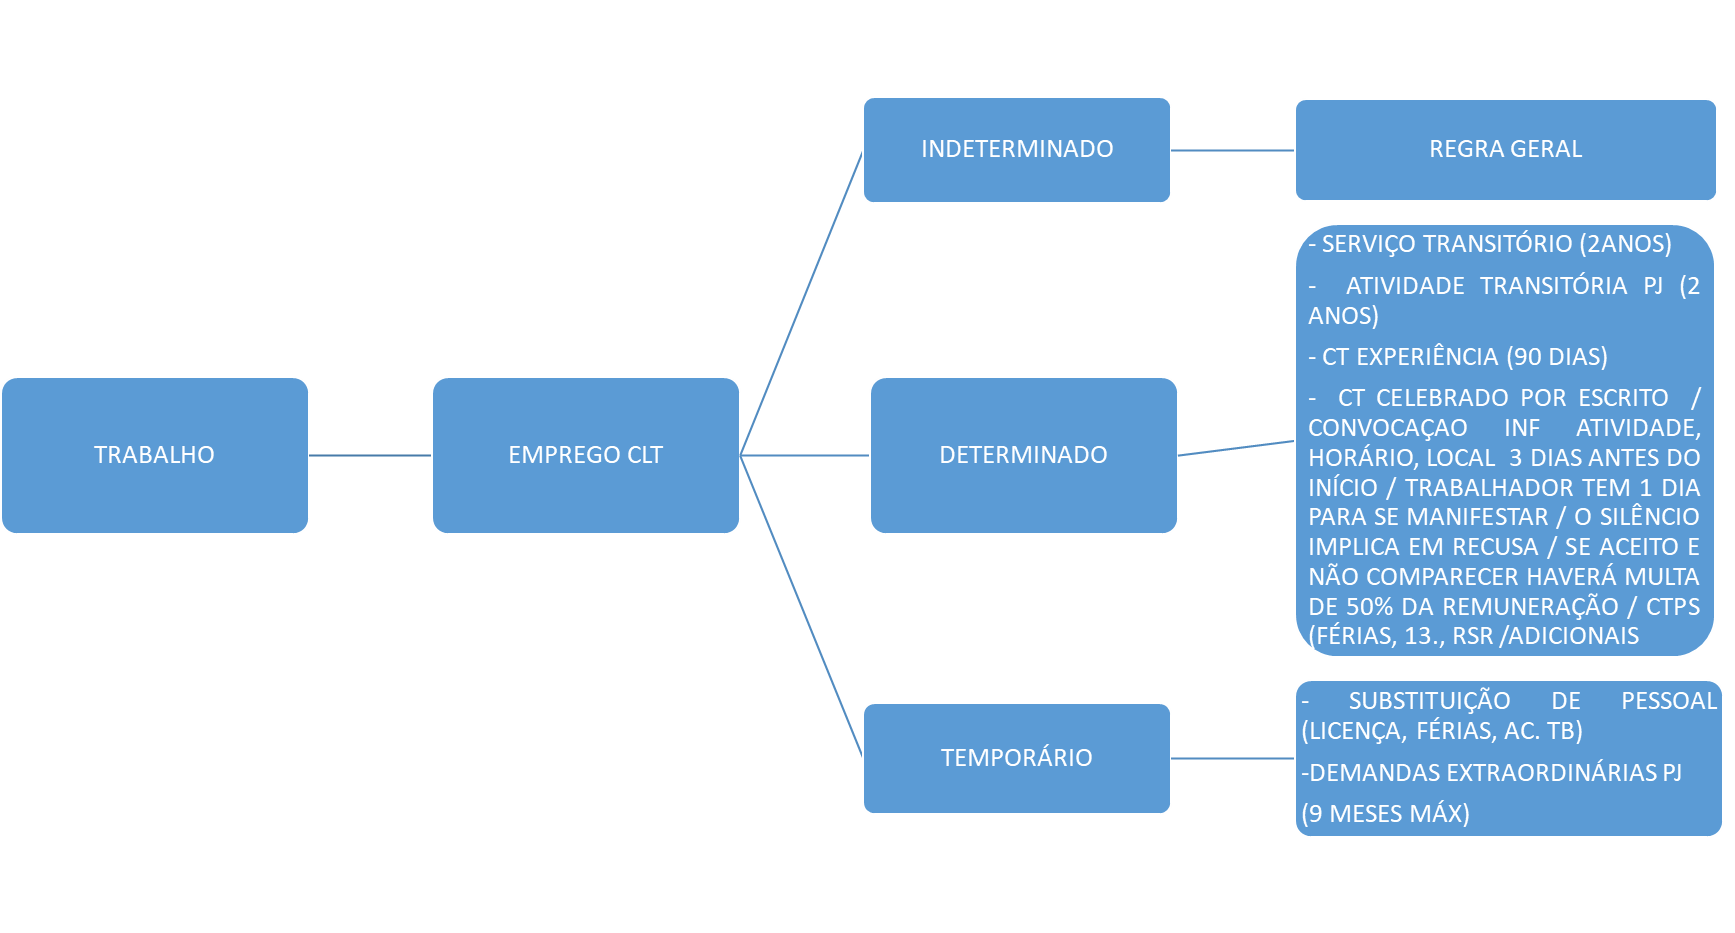 TRABALHO
EMPREGO CLT
INDETERMINADO
REGRA GERAL
DETERMINADO
- SERVIÇO TRANSITÓRIO (2ANOS)
- ATIVIDADE TRANSITÓRIA PJ (2
ANOS)
- CT EXPERIÊNCIA (90 DIAS)
- CT CELEBRADO POR ESCRITO /
CONVOCAÇAO INF ATIVIDADE,
HORÁRIO, LOCAL 3 DIAS ANTES DO
INÍCIO / TRABALHADOR TEM 1 DIA
PARA SE MANIFESTAR / O SILÊNCIO
IMPLICA EM RECUSA / SE ACEITO E
NÃO COMPARECER HAVERÁ MULTA
DE 50% DA REMUNERAÇÃO / CTPS
(FÉRIAS, 13., RSR /ADICIONAIS
TEMPORÁRIO
- SUBSTITUIÇÃO DE PESSOAL
(LICENÇA, FÉRIAS, AC. TB)
-DEMANDAS EXTRAORDINÁRIAS PJ
(9 MESES MÁX)